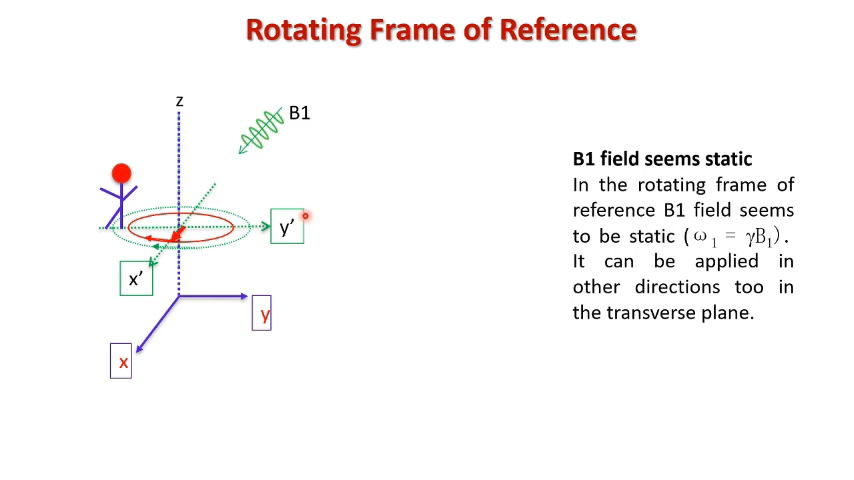 Rotating Frame of Reference
z
B1
y’
x’
y
x
B1 field seems static
In the rotating frame of
reference B1 field seems
to be static (ω₁ = γB₁).
It can be applied in
other directions too in
the transverse plane.